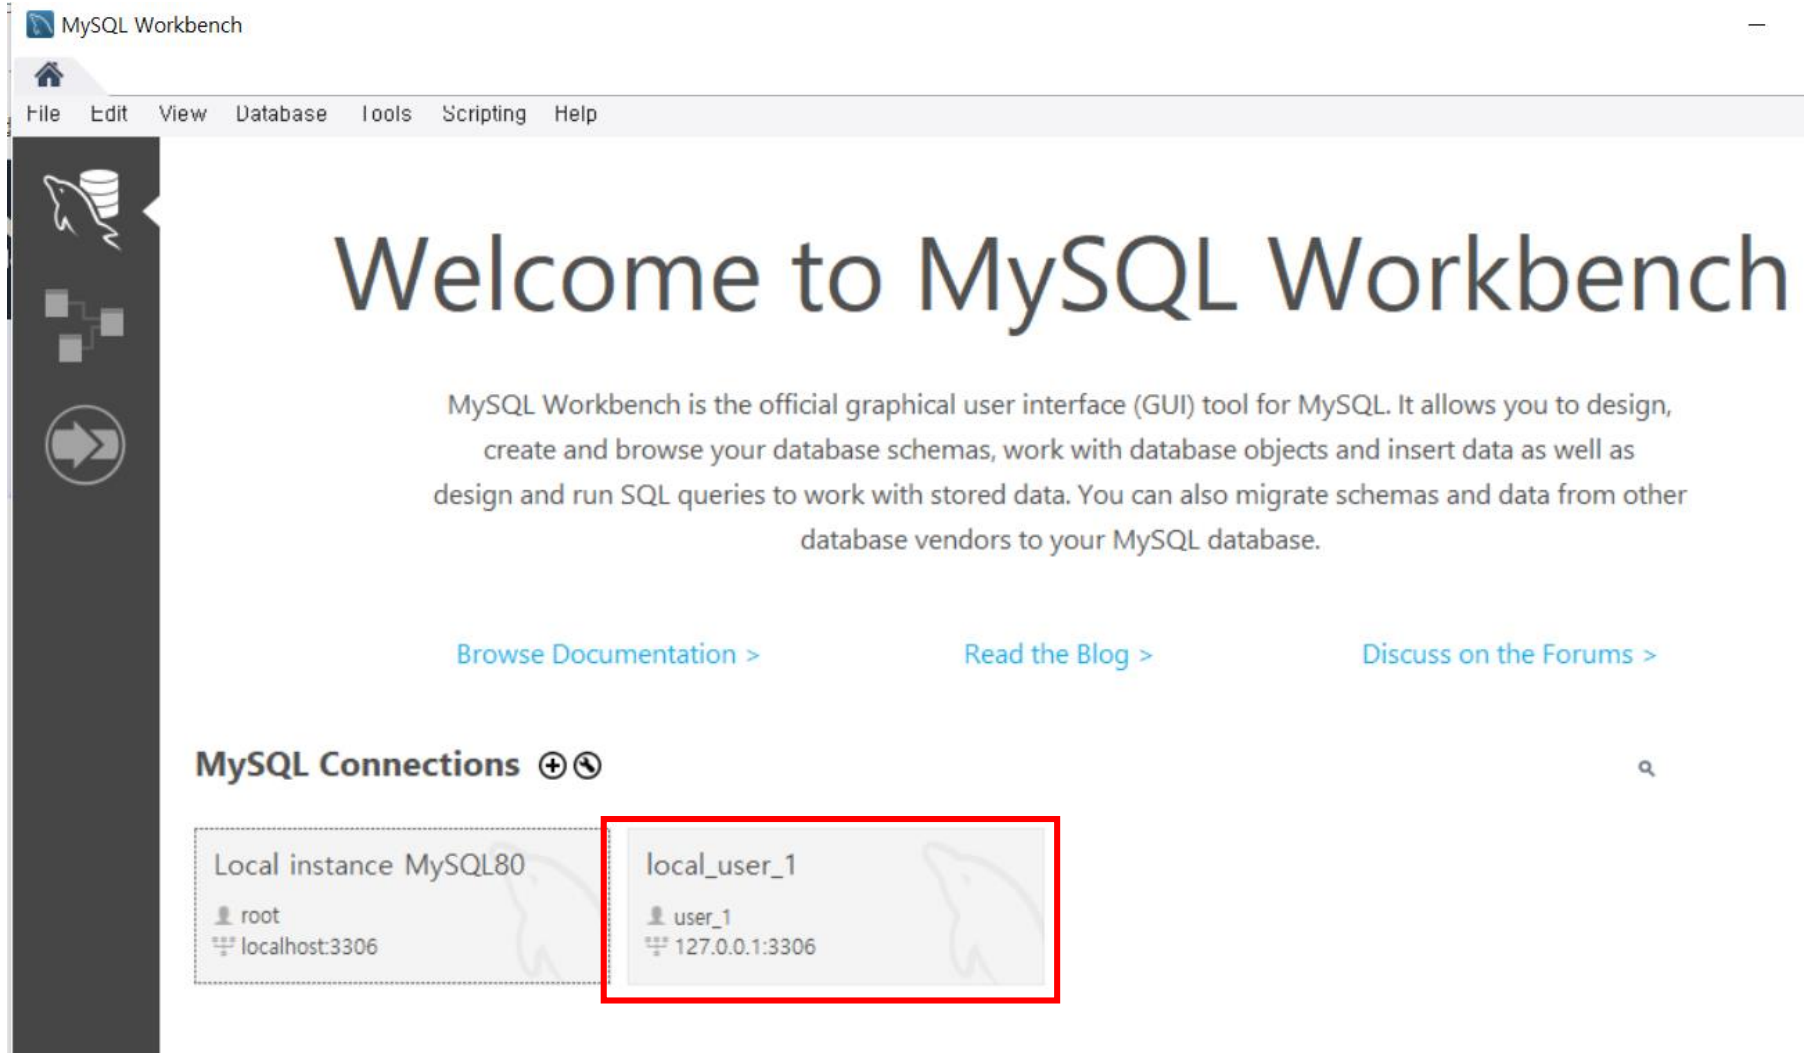 MySQL Workbench
File Edit View Database Tools Scripting Help
Welcome to MySQL Workbench
MySQL Workbench is the official graphical user interface (GUI) tool for MySQL. It allows you to design,
create and browse your database schemas, work with database objects and insert data as well as
design and run SQL queries to work with stored data. You can also migrate schemas and data from other
database vendors to your MySQL database.
Browse Documentation > Read the Blog > Discuss on the Forums >
MySQL Connections
Local instance MySQL80
root
localhost:3306
local_user_1
user_1
127.0.0.1:3306